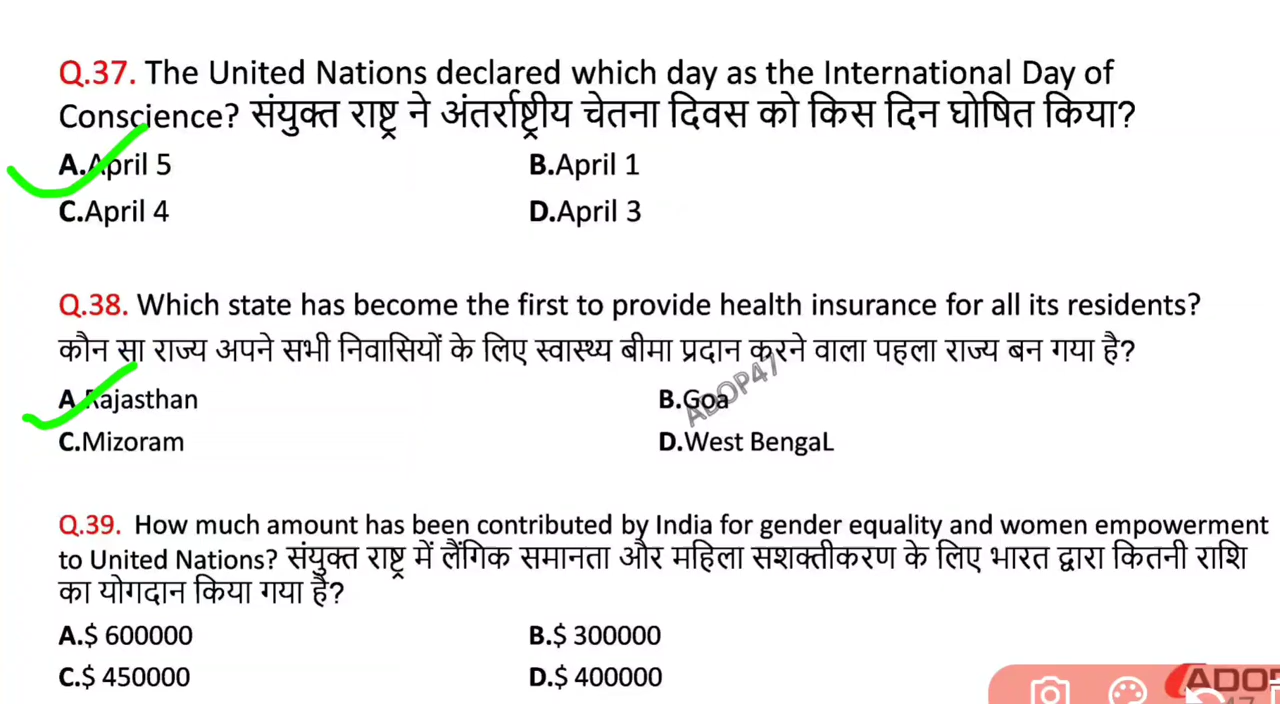 Q.37. The United Nations declared which day as the International Day of
Conscience? संयुक्त राष्ट्र ने अंतर्राष्ट्रीय चेतना दिवस को किस दिन घोषित किया?
A.April 5 B.April 1
C.April 4 D.April 3
Q.38. Which state has become the first to provide health insurance for all its residents?
कौन सा राज्य अपने सभी निवासियों के लिए स्वास्थ्य बीमा प्रदान करने वाला पहला राज्य बन गया है?
A.Rajasthan B.Goa
ADOP47
C.Mizoram D.West BengaL
Q.39. How much amount has been contributed by India for gender equality and women empowerment
to United Nations? संयुक्त राष्ट्र में लैंगिक समानता और महिला सशक्तीकरण के लिए भारत द्वारा कितनी राशि
का योगदान किया गया है?
A.$ 600000 B.$ 300000
C.$ 450000 D.$ 400000
ADOP
47